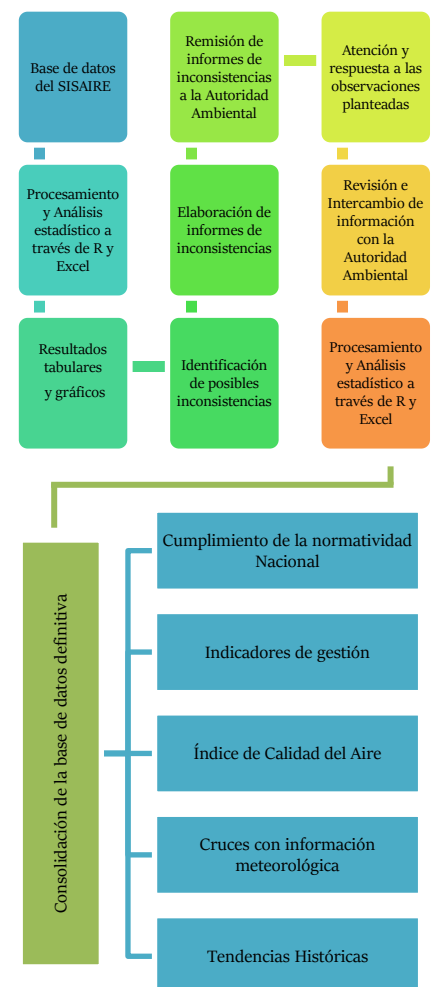 Base de datos
del SISAIRE
Procesamiento
y Análisis
estadístico a
través de R y
Excel
Resultados
tabulares
y gráficos
Identificación
de posibles
inconsistencias
Elaboración de
informes de
inconsistencias
Remisión de
informes de
inconsistencias
a la Autoridad
Ambiental
Atención y
respuesta a las
observaciones
planteadas
Revisión e
Intercambio de
información
con la
Autoridad
Ambiental
Procesamiento
y Análisis
estadístico a
través de R y
Excel
Consolidación de la base de datos definitiva
Cumplimiento de la normatividad
Nacional
Indicadores de gestión
Índice de Calidad del Aire
Cruces con información
meteorológica
Tendencias Históricas